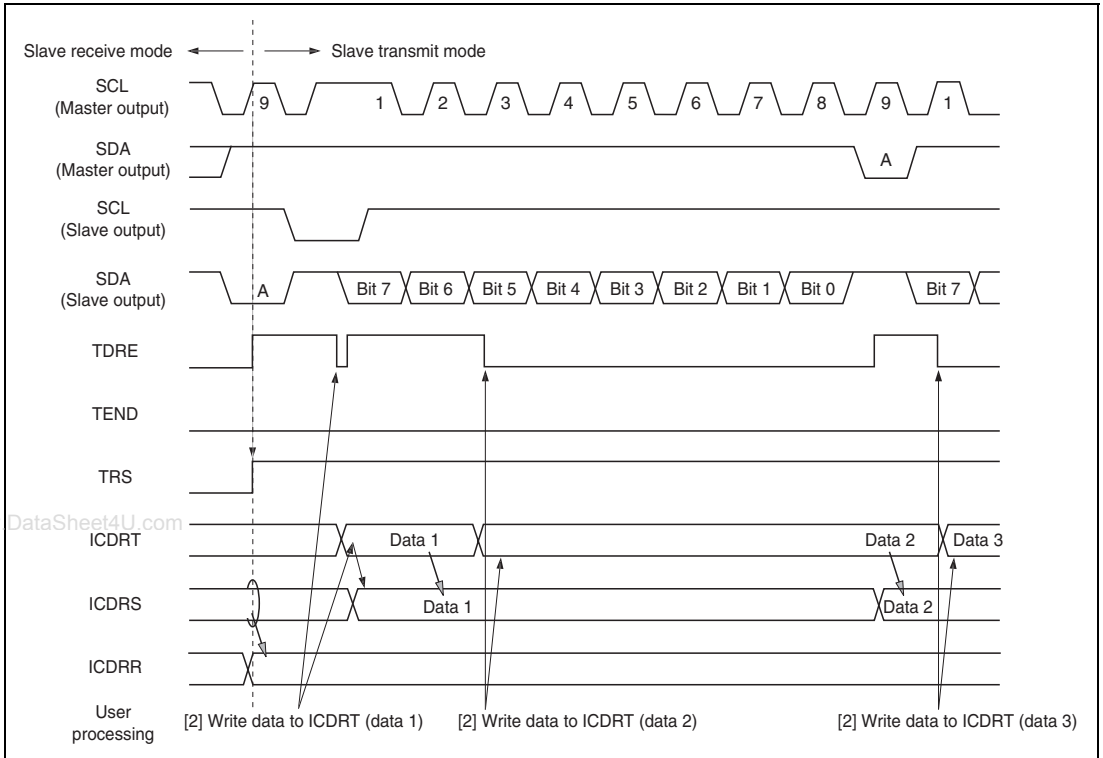 Slave receive mode
Slave transmit mode
SCL
(Master output)
9 1 2 3 4 5 6 7 8 9 1
SDA
(Master output)
A
SCL
(Slave output)
SDA
(Slave output)
A Bit 7 Bit 6 Bit 5 Bit 4 Bit 3 Bit 2 Bit 1 Bit 0 Bit 7
TDRE
TEND
TRS
DataSheet4U.com
ICDRT
Data 1 Data 2 Data 3
ICDRS
Data 1 Data 2
ICDRR
User
processing
[2] Write data to ICDRT (data 1) [2] Write data to ICDRT (data 2) [2] Write data to ICDRT (data 3)